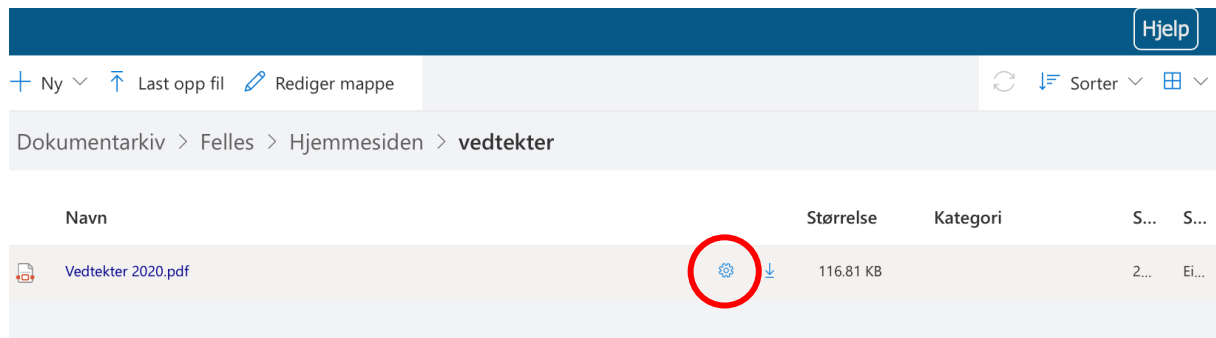 Hjelp
Ny Last opp fil Rediger mappe Sorter
Dokumentarkiv > Felles > Hjemmesiden > vedtekter
Navn Størrelse Kategori S... S...
Vedtekter 2020.pdf 116.81 KB 2... Ei...